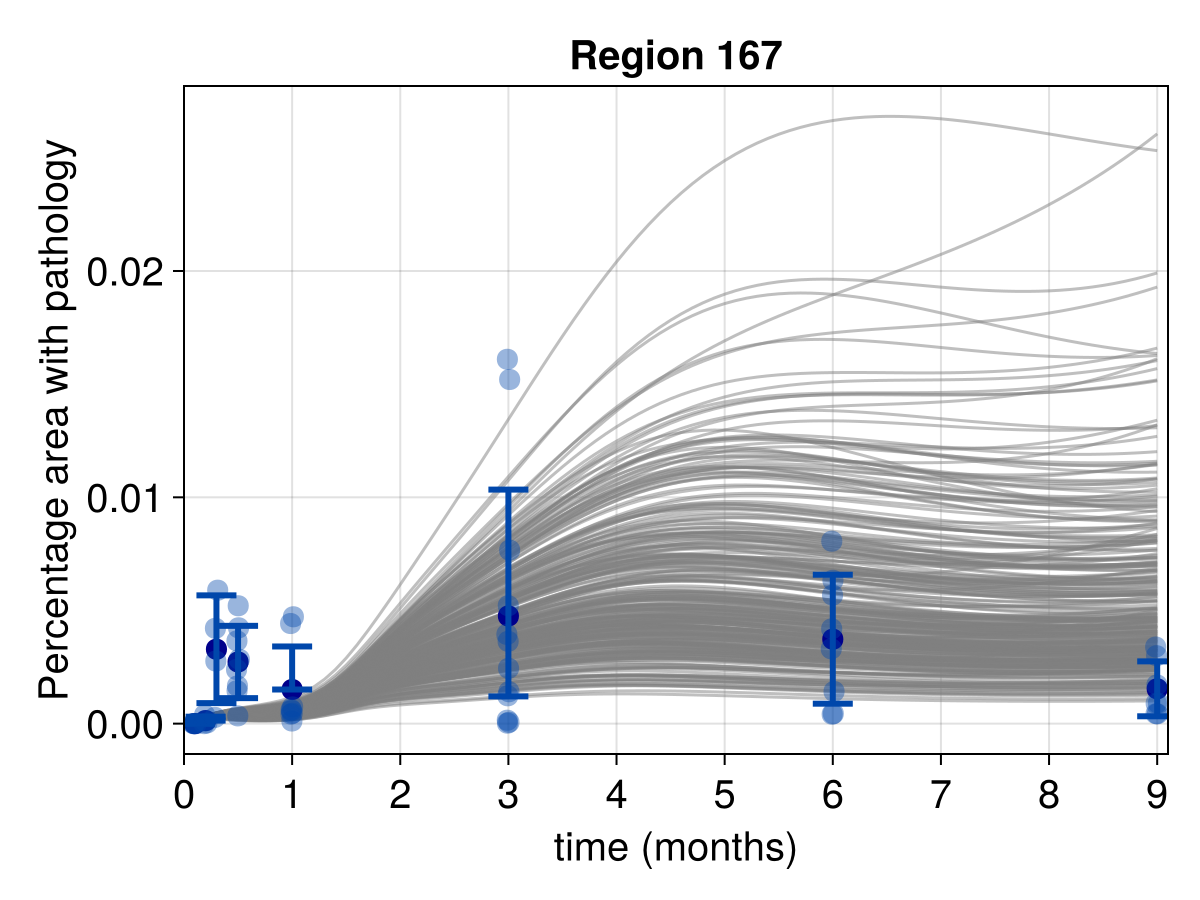 Region 167
Percentage area with pathology
0.02
0.01
0.00
0 1 2 3 4 5 6 7 8 9
time (months)